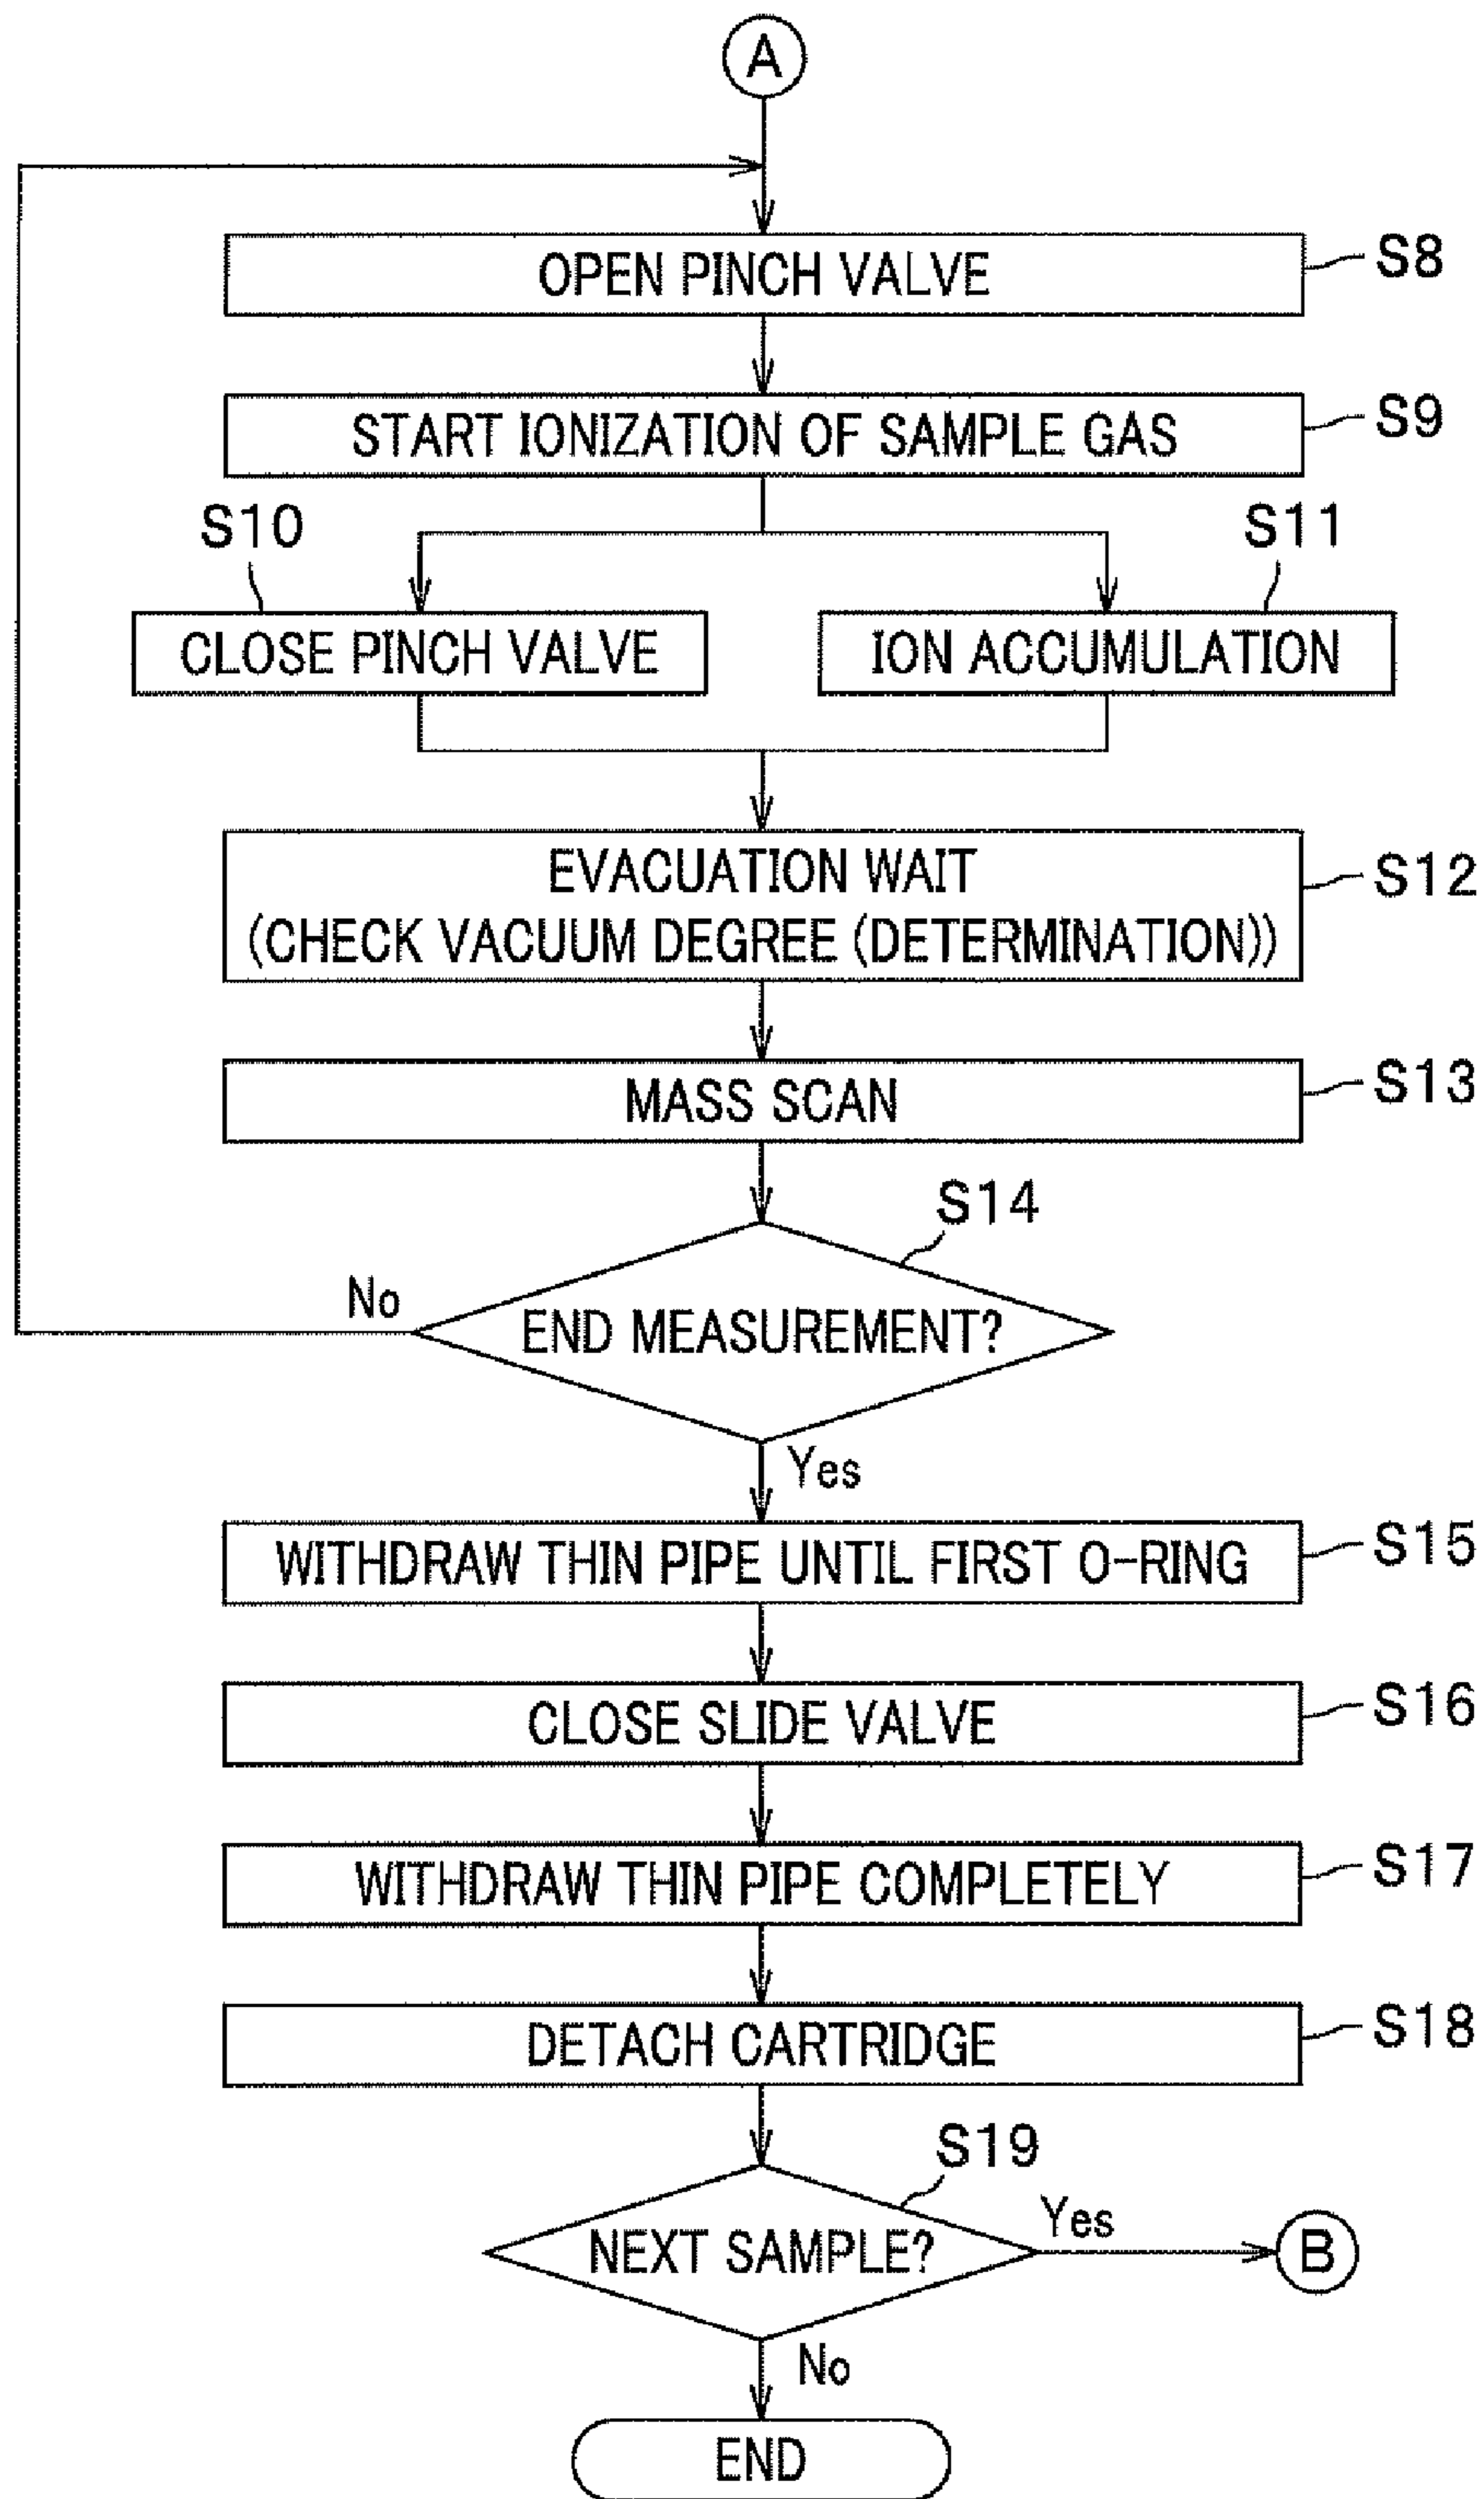 A
OPEN PINCH VALVE
S8
START IONIZATION OF SAMPLE GAS
S9
S10
S11
CLOSE PINCH VALVE
ION ACCUMULATION
EVACUATION WAIT
(CHECK VACUUM DEGREE (DETERMINATION))
S12
MASS SCAN
S13
S14
No
END MEASUREMENT?
Yes
WITHDRAW THIN PIPE UNTIL FIRST O-RING
S15
CLOSE SLIDE VALVE
S16
WITHDRAW THIN PIPE COMPLETELY
S17
DETACH CARTRIDGE
S18
S19
NEXT SAMPLE?
Yes
B
No
END